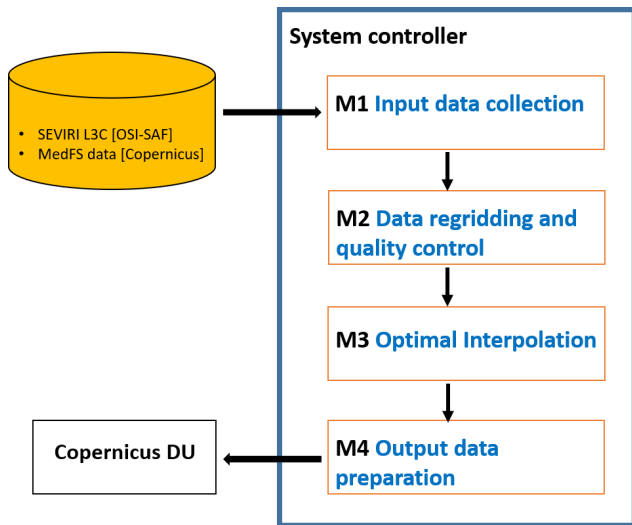 System controller
• SEVIRI L3C [OSI-SAF]
• MedFS data [Copernicus]
M1 Input data collection
M2 Data regridding and
quality control
M3 Optimal Interpolation
M4 Output data
preparation
Copernicus DU